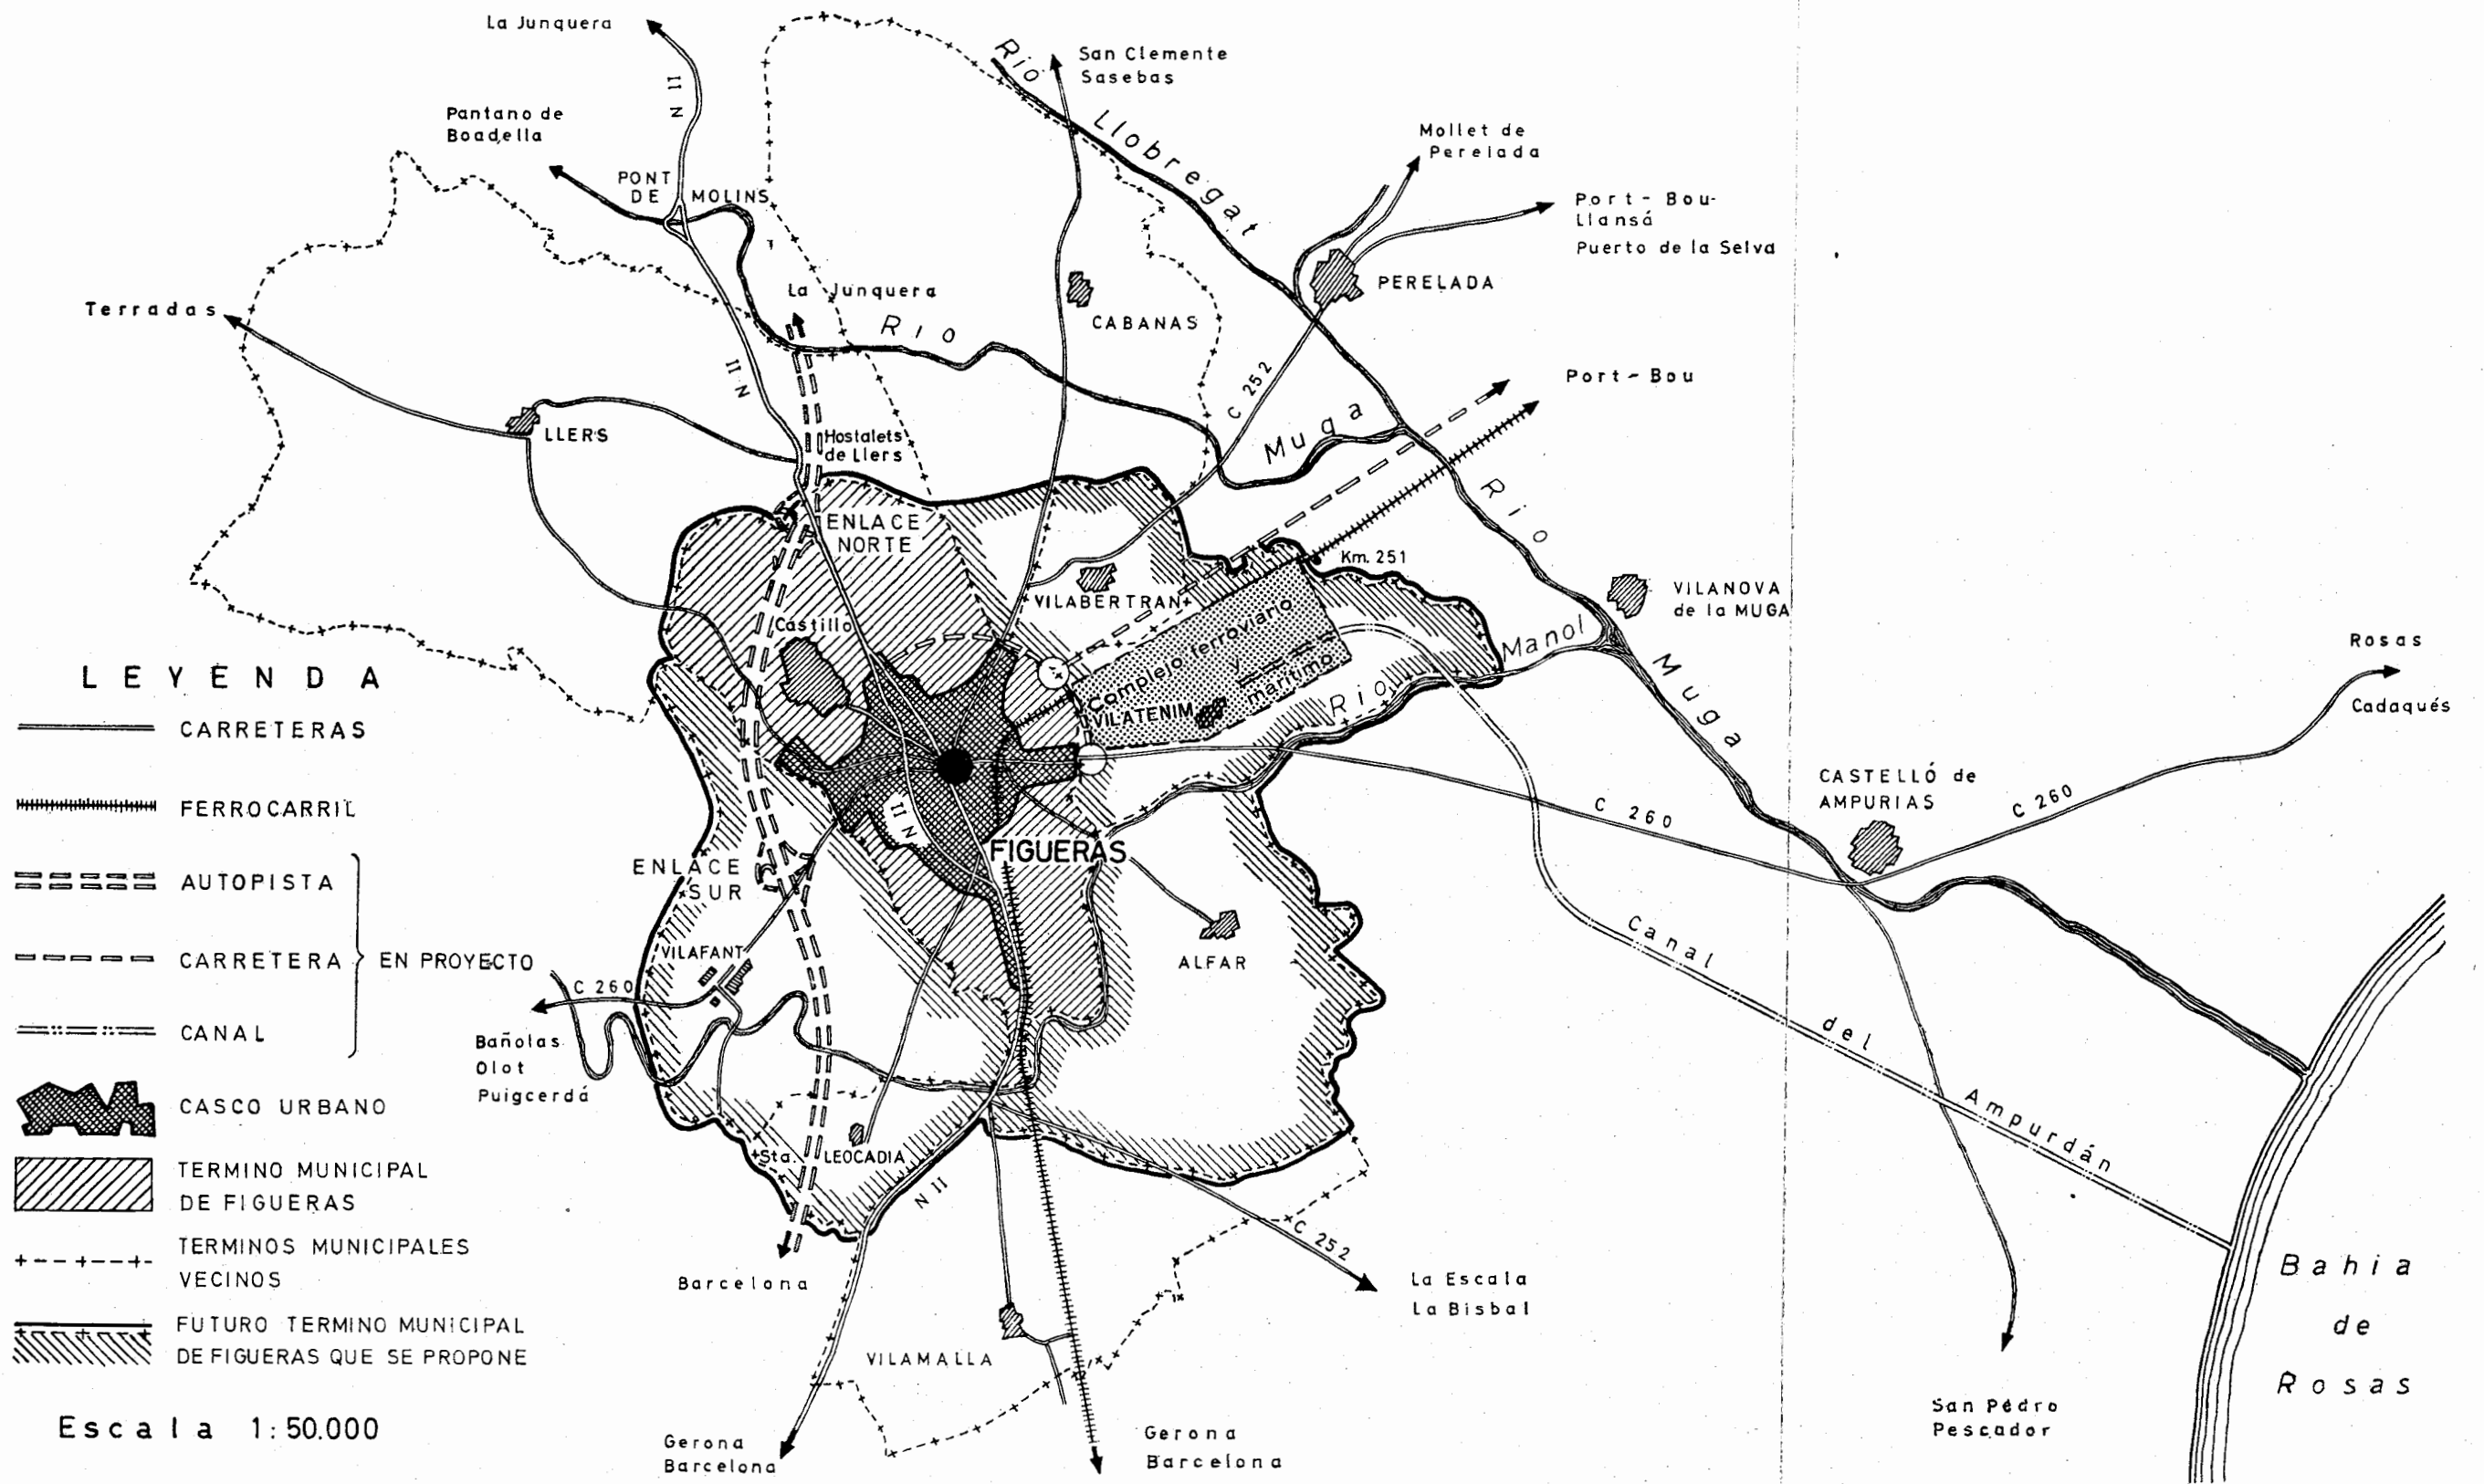 La Junquera
N II
San Clemente
Sasebas
Rio Llobregat
Pantano de
Boadella
Mollet de
Perelada
PONT
DE MOLINS
Port-Bou-
Llansá
Puerto de la Selva
PERELADA
La Junquera
Terradas
CABANAS
RIO
Muga
C 252
Port-Bou
N II
LLERS
Hostalets
de Llers
ENLACE
NORTE
Rio
Muga
Km. 251
VILABERTRAN
VILANOVA
de la MUGA
Castillo
Complejo ferroviario
y
marítimo
Manol
Rio
VILATENIM
Rosas
Cadaqués
CASTELLÓ de
AMPURIAS
C 260
C 260
N II
FIGUERAS
ENLACE
SUR
VILAFANT
ALFAR
C 260
Bañolas
Olot
Puigcerdá
Canal del Ampurdán
Sta. LEOCADIA
N II
C 252
Barcelona
La Escala
La Bisbal
VILAMALLA
Gerona
Barcelona
Gerona
Barcelona
San Pédro
Pescador
Bahia
de
Rosas
LEYENDA
CARRETERAS
FERROCARRIL
AUTOPISTA
CARRETERA
EN PROYECTO
CANAL
CASCO URBANO
TERMINO MUNICIPAL
DE FIGUERAS
TERMINOS MUNICIPALES
VECINOS
FUTURO TERMINO MUNICIPAL
DE FIGUERAS QUE SE PROPONE
Escala 1:50.000